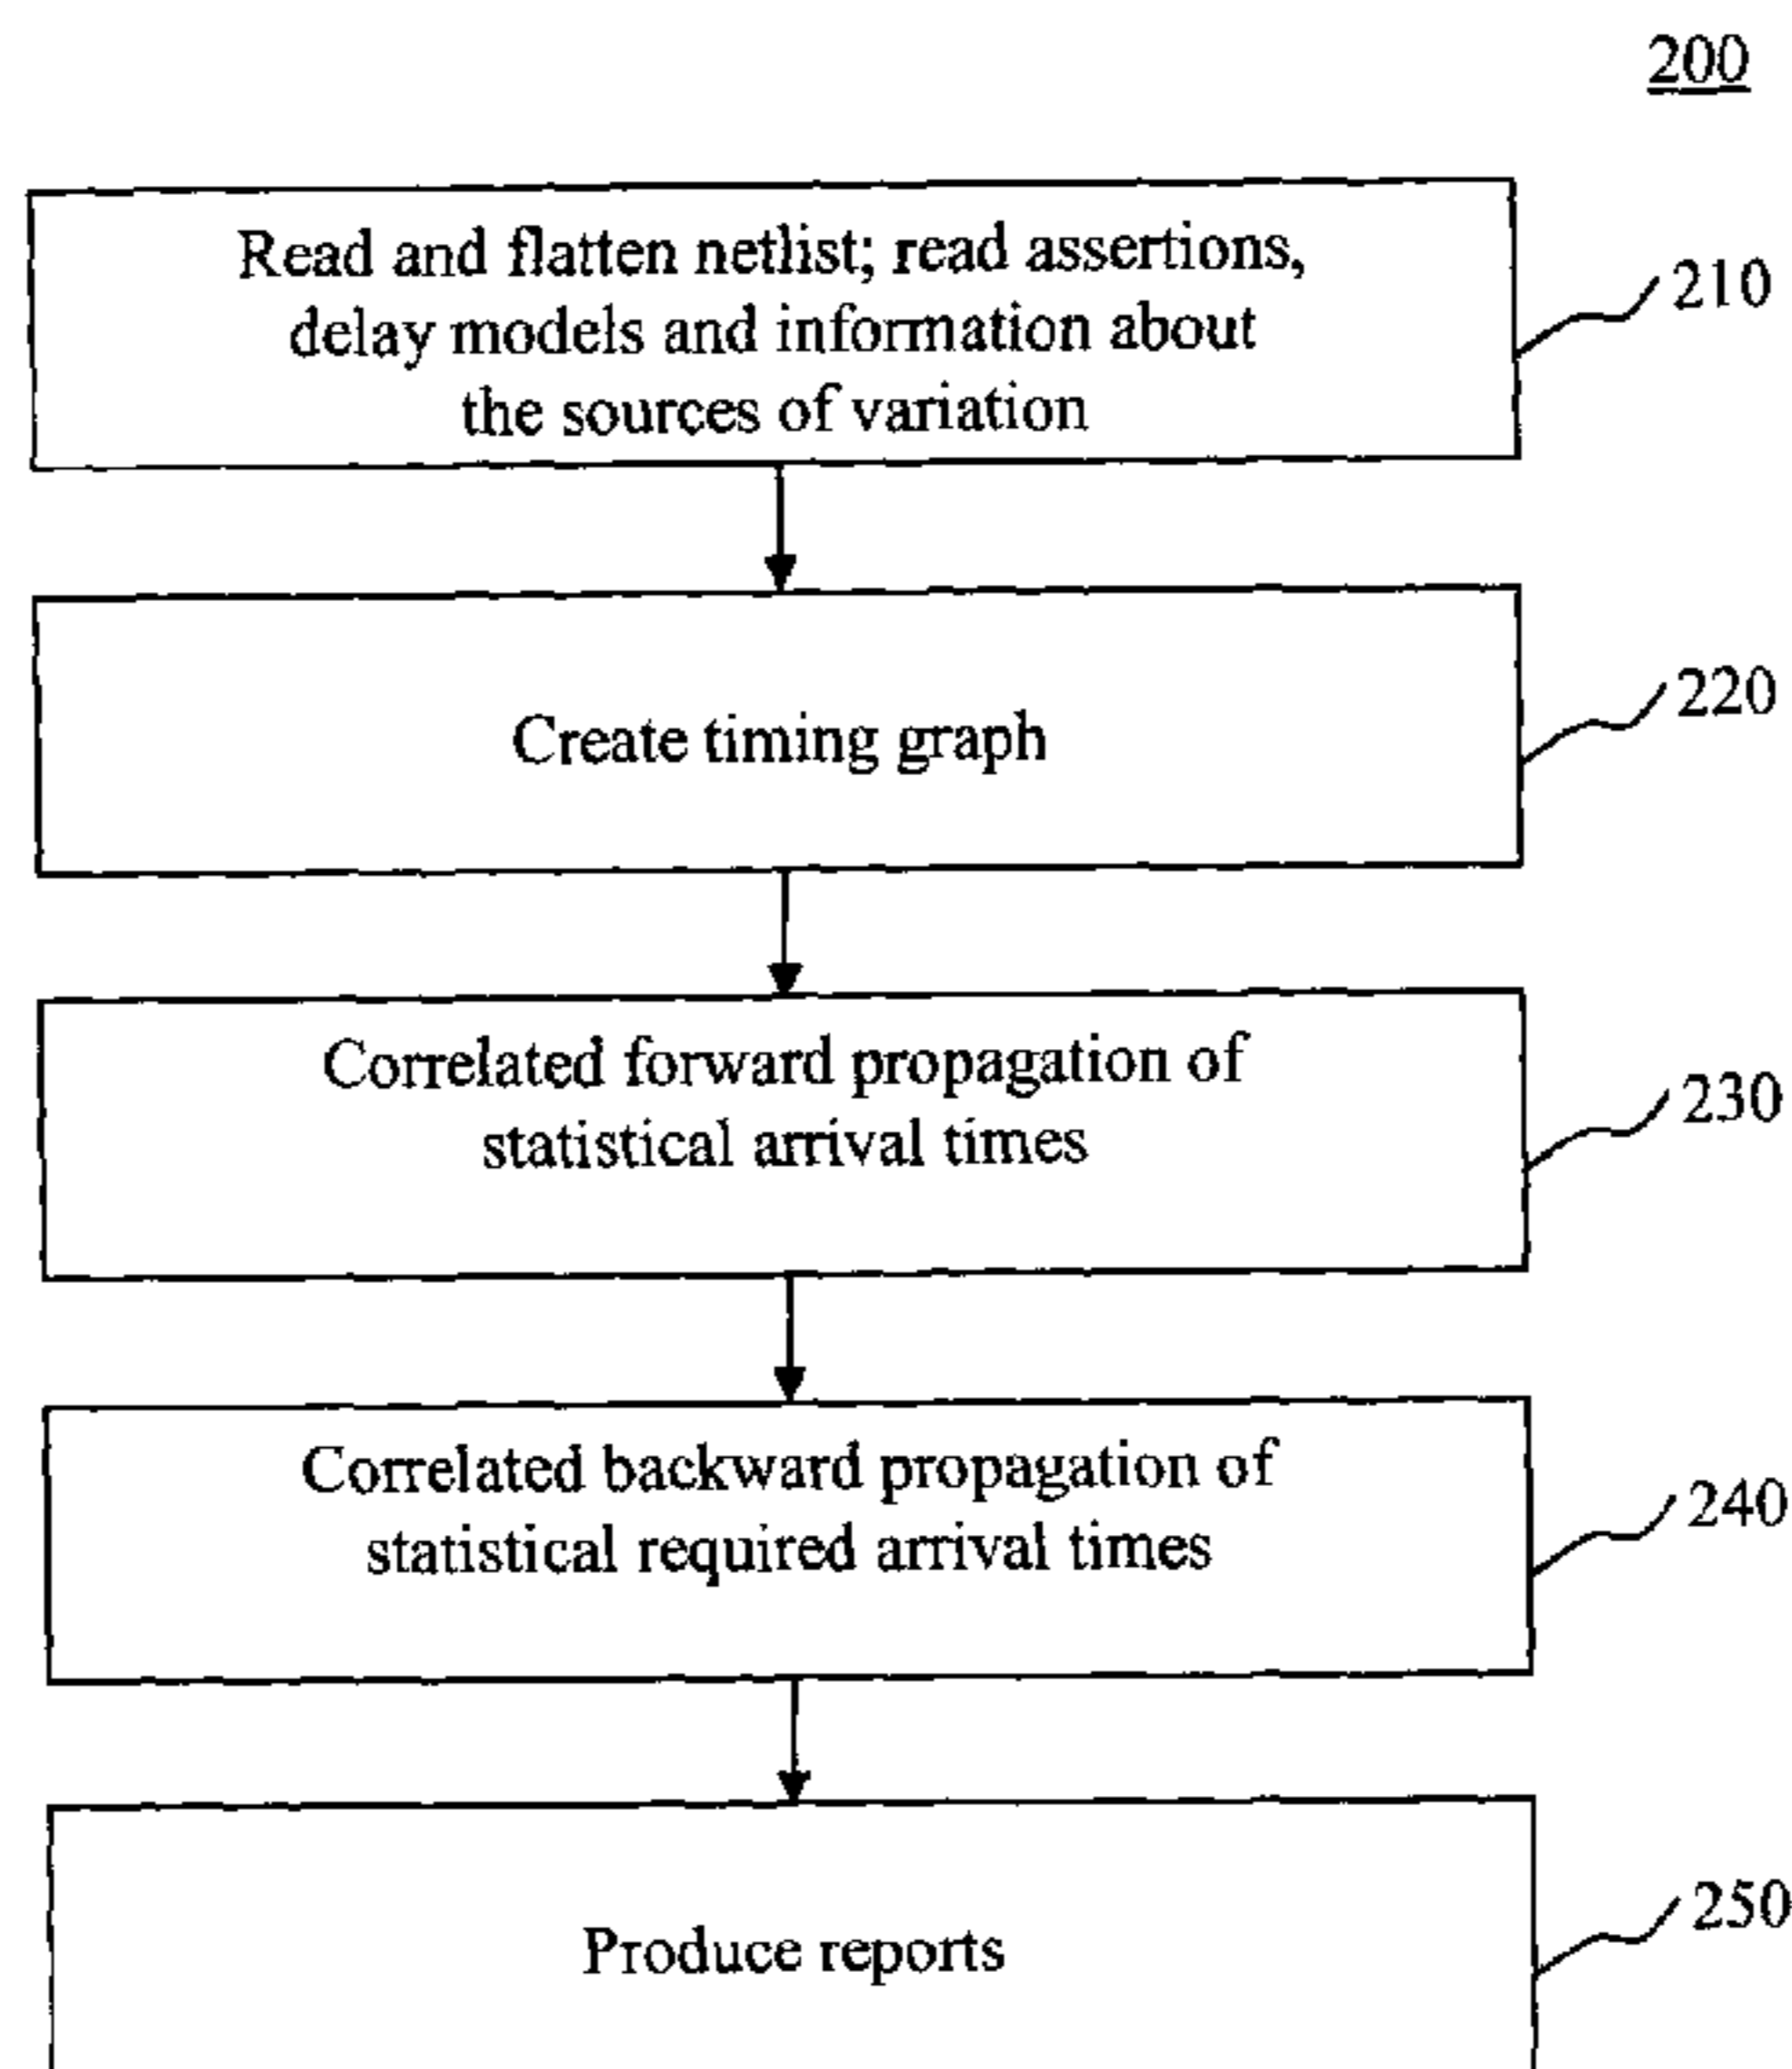 200
Read and flatten netlist; read assertions,
delay models and information about
the sources of variation
210
Create timing graph
220
Correlated forward propagation of
statistical arrival times
230
Correlated backward propagation of
statistical required arrival times
240
Produce reports
250